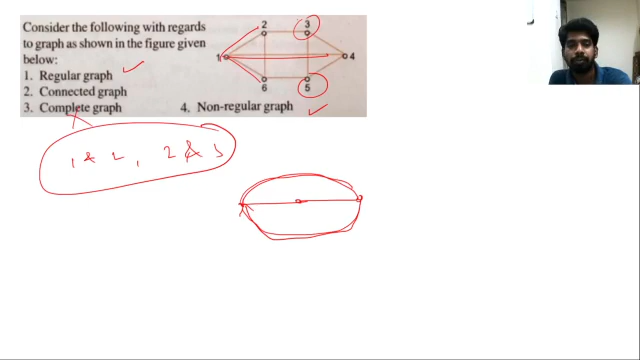 Consider the following with regards
to graph as shown in the figure given
below:
1. Regular graph
2. Connected graph
3. Complete graph
4. Non-regular graph
2
3
1
4
6
5
1 & 2, 2 & 3